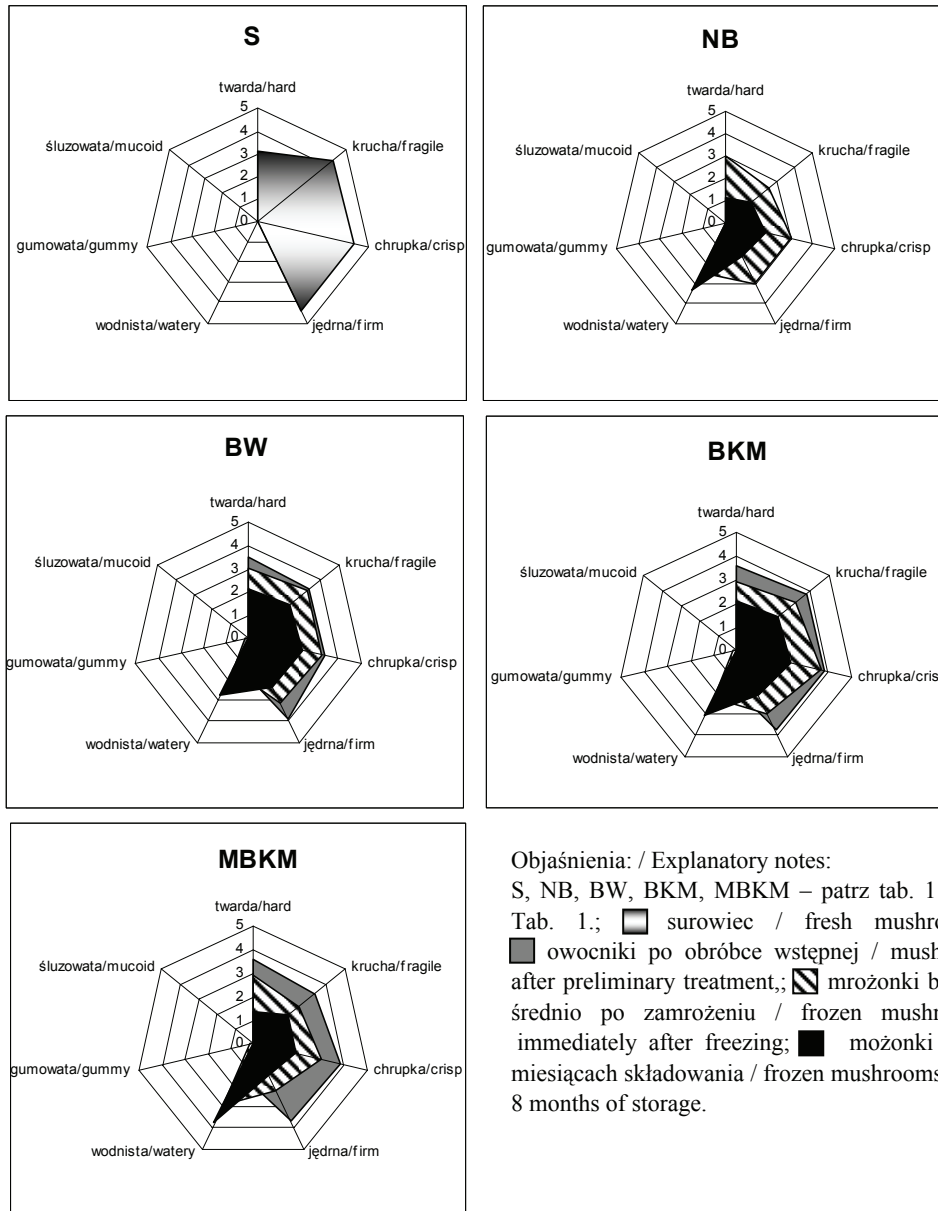 S
twarda/hard
5
4
3
2
1
0
krucha/fragile
chrupka/crisp
jędrna/firm
wodnista/watery
gumowata/gummy
śluzowata/mucoid
NB
twarda/hard
5
4
3
2
1
0
krucha/fragile
chrupka/crisp
jędrna/firm
wodnista/watery
gumowata/gummy
śluzowata/mucoid
BW
twarda/hard
5
4
3
2
1
0
krucha/fragile
chrupka/crisp
jędrna/firm
wodnista/watery
gumowata/gummy
śluzowata/mucoid
BKM
twarda/hard
5
4
3
2
1
0
krucha/fragile
chrupka/cris
jędrna/firm
wodnista/watery
gumowata/gummy
śluzowata/mucoid
MBKM
twarda/hard
5
4
3
2
1
0
krucha/fragile
chrupka/crisp
jędrna/firm
wodnista/watery
gumowata/gummy
śluzowata/mucoid
Objaśnienia: / Explanatory notes:
S, NB, BW, BKM, MBKM – patrz tab. 1
Tab. 1.; surowiec / fresh mushro
owocniki po obróbce wstępnej / mush
after preliminary treatment,; mrożonki b
średnio po zamrożeniu / frozen mushr
immediately after freezing; możonki
miesiącach składowania / frozen mushrooms
8 months of storage.